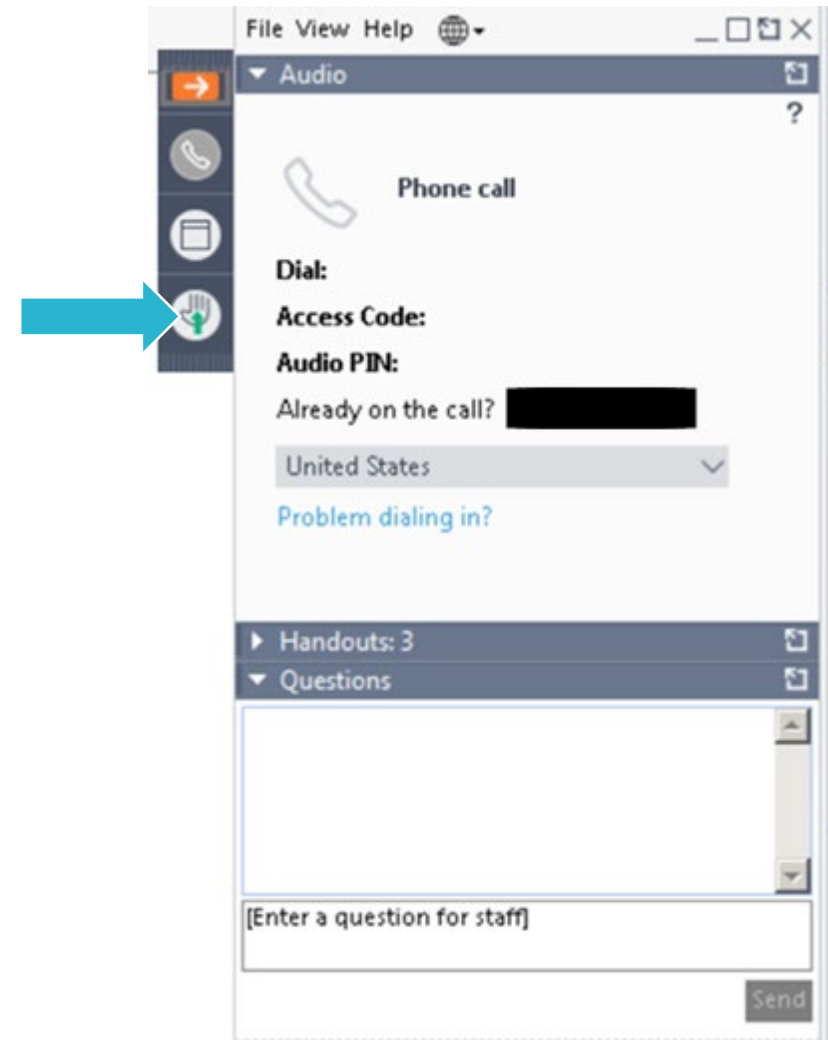 File View Help
Audio
?
Phone call
Dial:
Access Code:
Audio PIN:
Already on the call?
United States
Problem dialing in?
Handouts: 3
Questions
[Enter a question for staff]
Send